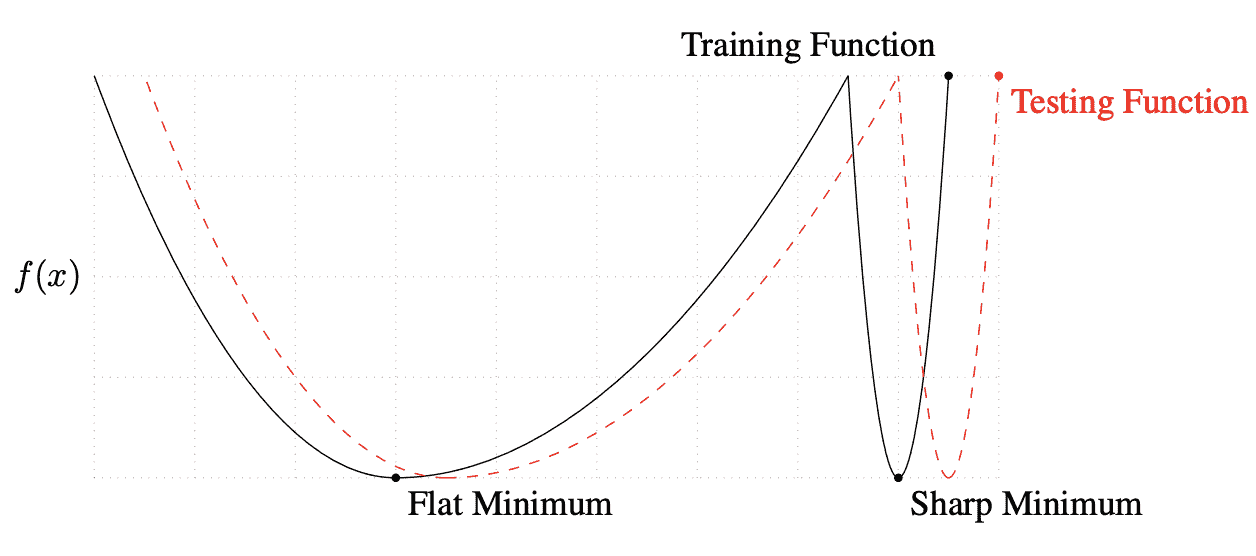 Training Function
Testing Function
f(x)
Flat Minimum
Sharp Minimum